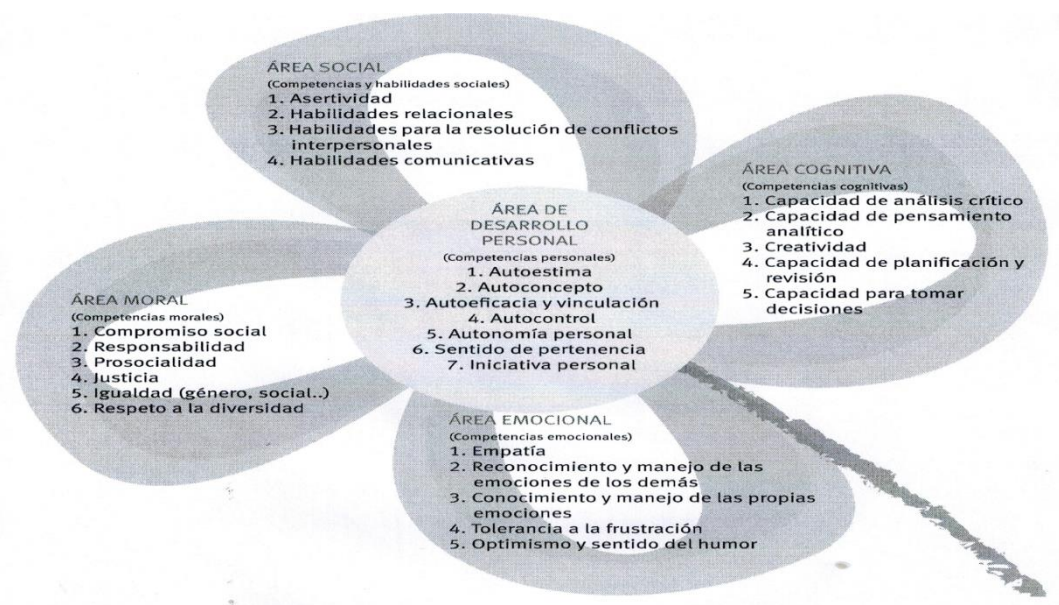 ÁREA SOCIAL
(Competencias y habilidades sociales)
1. Asertividad
2. Habilidades relacionales
3. Habilidades para la resolución de conflictos
interpersonales
4. Habilidades comunicativas
ÁREA COGNITIVA
(Competencias cognitivas)
1. Capacidad de análisis crítico
2. Capacidad de pensamiento
analítico
3. Creatividad
4. Capacidad de planificación y
revisión
5. Capacidad para tomar
decisiones
ÁREA DE
DESARROLLO
PERSONAL
(Competencias personales)
1. Autoestima
2. Autoconcepto
3. Autoeficacia y vinculación
4. Autocontrol
5. Autonomía personal
6. Sentido de pertenencia
7. Iniciativa personal
ÁREA MORAL
(Competencias morales)
1. Compromiso social
2. Responsabilidad
3. Prosocialidad
4. Justicia
5. Igualdad (género, social..)
6. Respeto a la diversidad
ÁREA EMOCIONAL
(Competencias emocionales)
1. Empatía
2. Reconocimiento y manejo de las
emociones de los demás
3. Conocimiento y manejo de las propias
emociones
4. Tolerancia a la frustración
5. Optimismo y sentido del humor